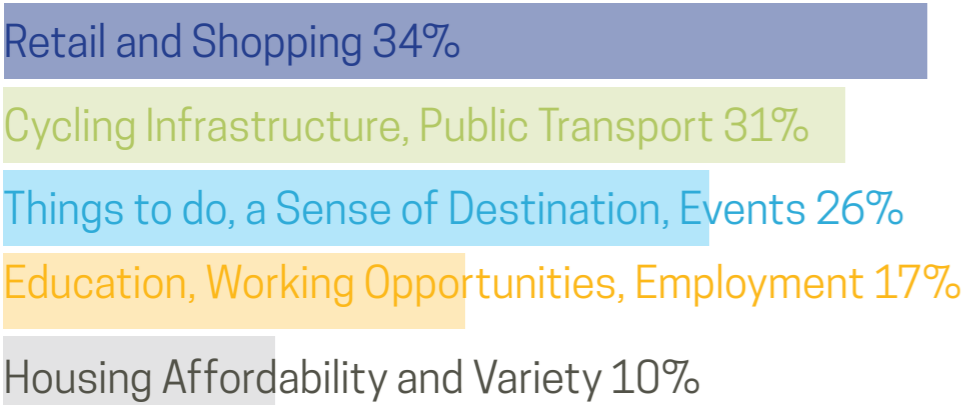 Retail and Shopping 34%
Cycling Infrastructure, Public Transport 31%
Things to do, a Sense of Destination, Events 26%
Education, Working Opportunities, Employment 17%
Housing Affordability and Variety 10%